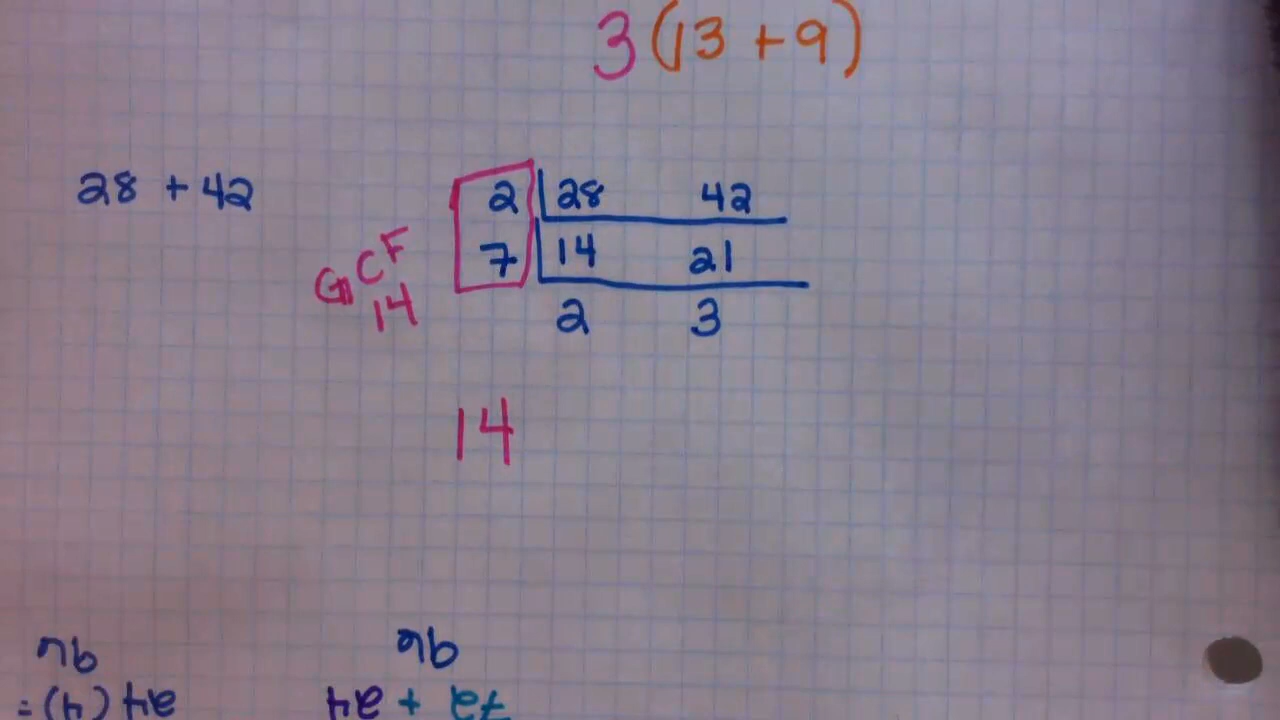 3(13 + 9)
28 + 42
2 28 42
7 14 21
2 3
GCF
14
14